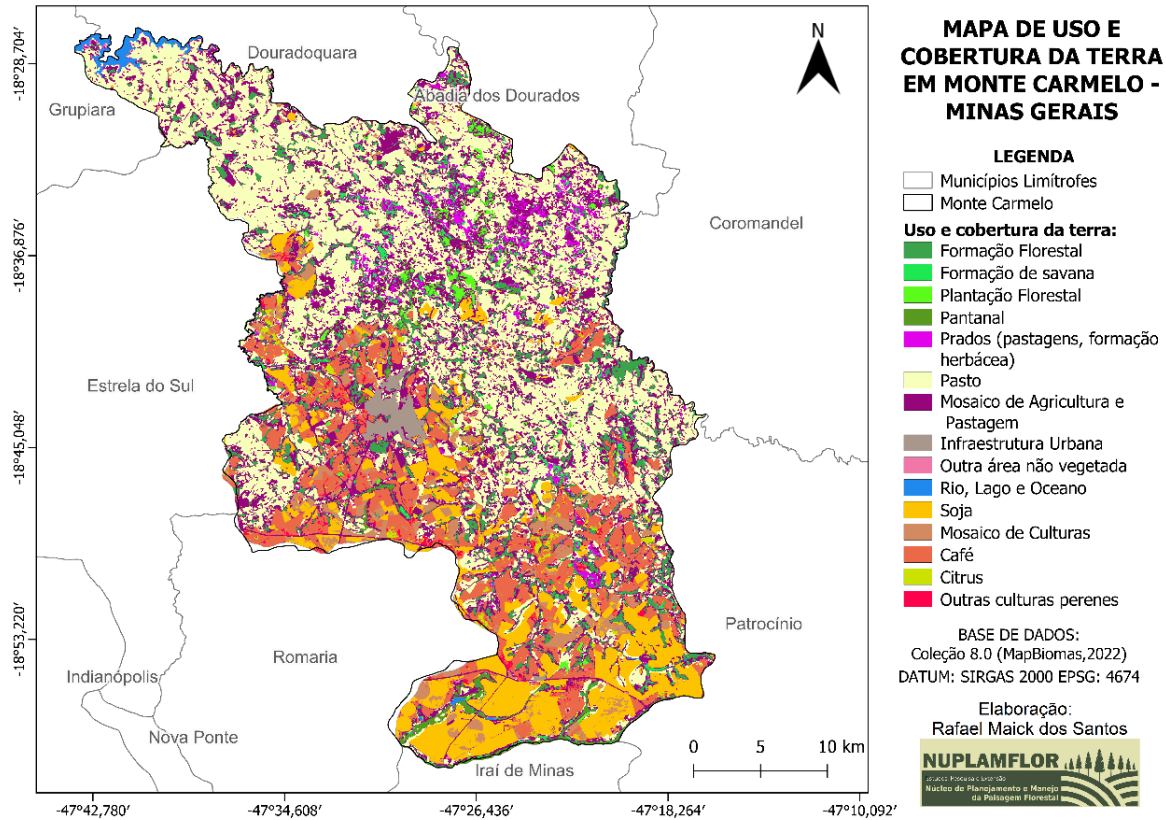 MAPA DE USO E
COBERTURA DA TERRA
EM MONTE CARMELO -
MINAS GERAIS
LEGENDA
Municípios Limítrofes
Monte Carmelo
Uso e cobertura da terra:
Formação Florestal
Formação de savana
Plantação Florestal
Pantanal
Prados (pastagens, formação
herbácea)
Pasto
Mosaico de Agricultura e
Pastagem
Infraestrutura Urbana
Outra área não vegetada
Rio, Lago e Oceano
Soja
Mosaico de Culturas
Café
Citrus
Outras culturas perenes
BASE DE DADOS:
Coleção 8.0 (MapBiomas,2022)
DATUM: SIRGAS 2000 EPSG: 4674
Elaboração:
Rafael Maick dos Santos
NUPLAMFLOR
Estudos, Pesquisa e Extensão
Núcleo de Planejamento e Manejo
da Paisagem Florestal
N
Douradoquara
Grupiara
Abadia dos Dourados
Coromandel
Estrela do Sul
Patrocínio
Romaria
Indianópolis
Nova Ponte
Iraí de Minas
0 5 10 km
-18°28,704’
-18°36,876’
-18°45,048’
-18°53,220’
-47°42,780’ -47°34,608’ -47°26,436’ -47°18,264’ -47°10,092’